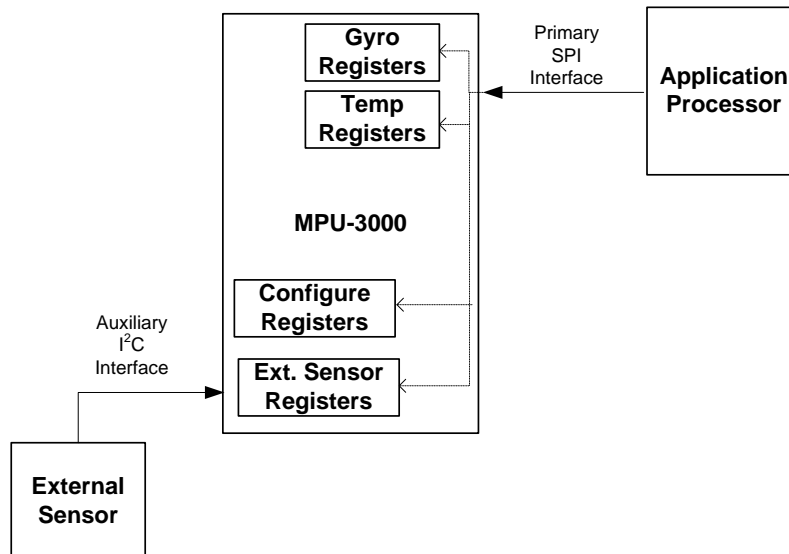 Gyro
Registers
Primary
SPI
Interface
Application
Processor
Temp
Registers
MPU-3000
Configure
Registers
Auxiliary
I²C
Interface
Ext. Sensor
Registers
External
Sensor